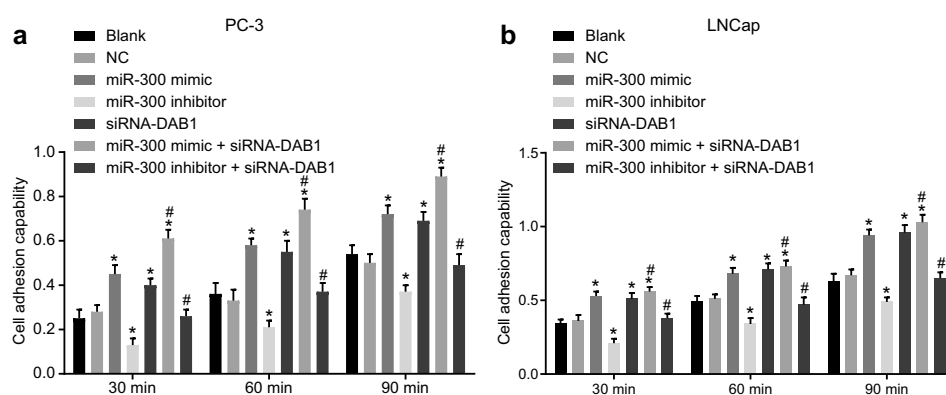 a
PC-3
Blank
NC
miR-300 mimic
miR-300 inhibitor
siRNA-DAB1
miR-300 mimic + siRNA-DAB1
miR-300 inhibitor + siRNA-DAB1
Cell adhesion capability
1.0
0.8
0.6
0.4
0.2
0.0
* * * # * #
* * * # * #
* * * # * #
30 min 60 min 90 min
b
LNCap
Blank
NC
miR-300 mimic
miR-300 inhibitor
siRNA-DAB1
miR-300 mimic + siRNA-DAB1
miR-300 inhibitor + siRNA-DAB1
Cell adhesion capability
1.5
1.0
0.5
0.0
* * * # * #
* * * # * #
* * * # * #
30 min 60 min 90 min